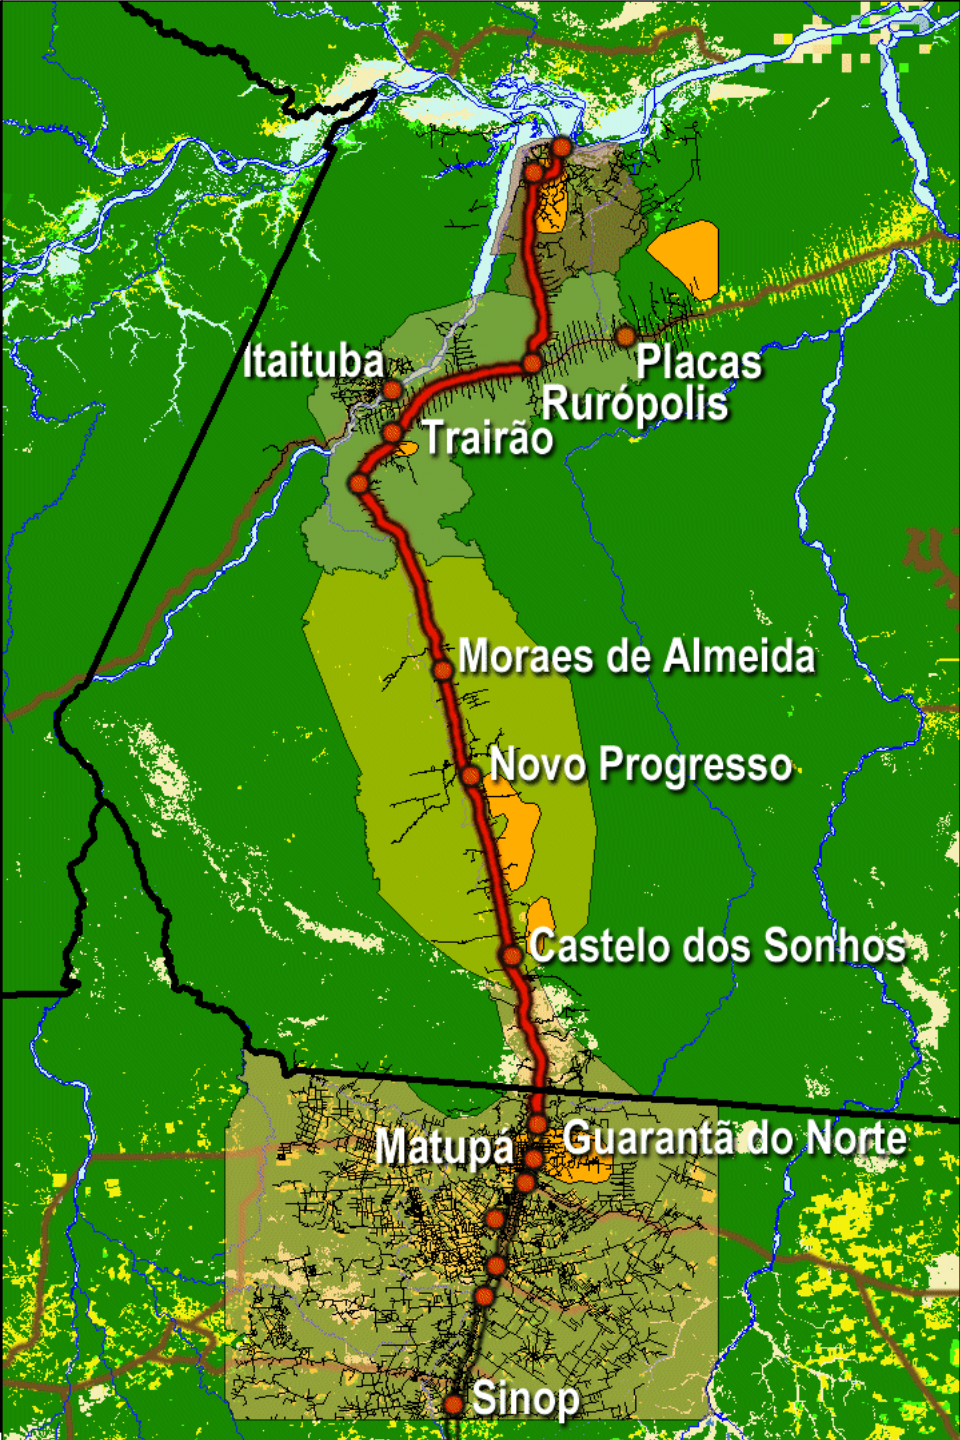 Itaituba
Placas
Rurópolis
Trairão
Moraes de Almeida
Novo Progresso
Castelo dos Sonhos
Matupá
Guarantã do Norte
Sinop